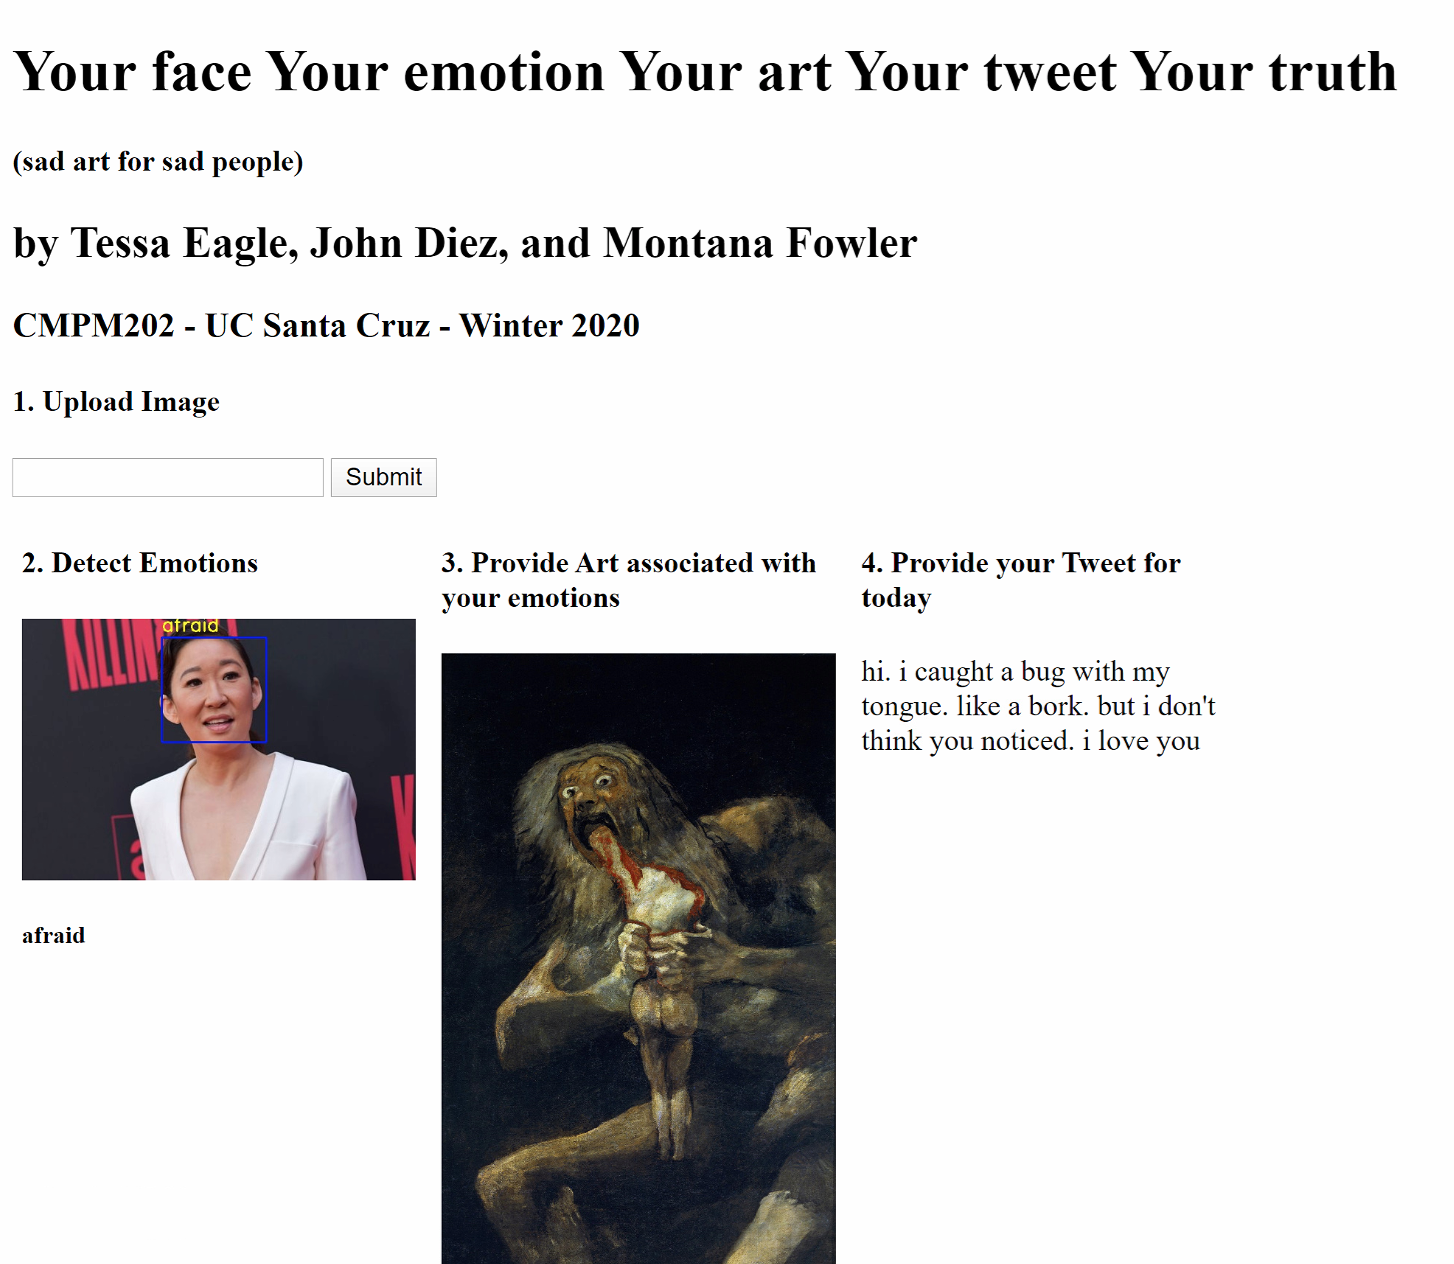 Your face Your emotion Your art Your tweet Your truth
(sad art for sad people)
by Tessa Eagle, John Diez, and Montana Fowler
CMPM202 - UC Santa Cruz - Winter 2020
1. Upload Image
Submit
2. Detect Emotions
afraid
KILLIN
afraid
3. Provide Art associated with
your emotions
4. Provide your Tweet for
today
hi. i caught a bug with my
tongue. like a bork. but i don't
think you noticed. i love you